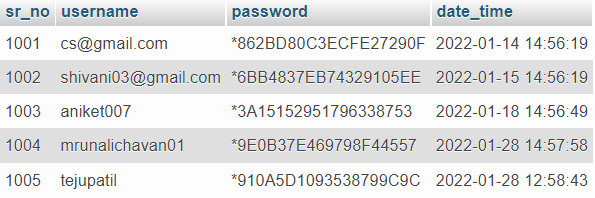 sr_no username password date_time
1001 cs@gmail.com *862BD80C3ECFE27290F 2022-01-14 14:56:19
1002 shivani03@gmail.com *6BB4837EB74329105EE 2022-01-15 14:56:19
1003 aniket007 *3A15152951796338753 2022-01-18 14:56:49
1004 mrunalichavan01 *9E0B37E469798F44557 2022-01-28 14:57:58
1005 tejupatil *910A5D1093538799C9C 2022-01-28 12:58:43